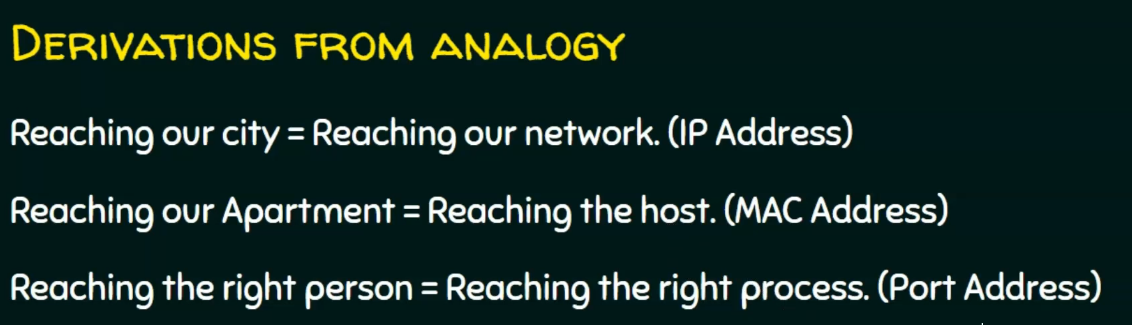 DERIVATIONS FROM ANALOGY
Reaching our city = Reaching our network. (IP Address)
Reaching our Apartment = Reaching the host. (MAC Address)
Reaching the right person = Reaching the right process. (Port Address)